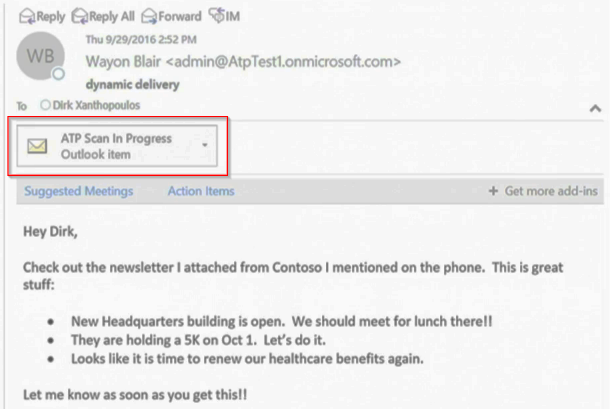 Reply Reply All Forward IM
Thu 9/29/2016 2:52 PM
WB
Wayon Blair <admin@AtpTest1.onmicrosoft.com>
dynamic delivery
To Dirk Xanthopoulos
ATP Scan In Progress
Outlook item
Suggested Meetings Action Items + Get more add-ins
Hey Dirk,
Check out the newsletter I attached from Contoso I mentioned on the phone. This is great
stuff:
• New Headquarters building is open. We should meet for lunch there!!
• They are holding a 5K on Oct 1. Let's do it.
• Looks like it is time to renew our healthcare benefits again.
Let me know as soon as you get this!!